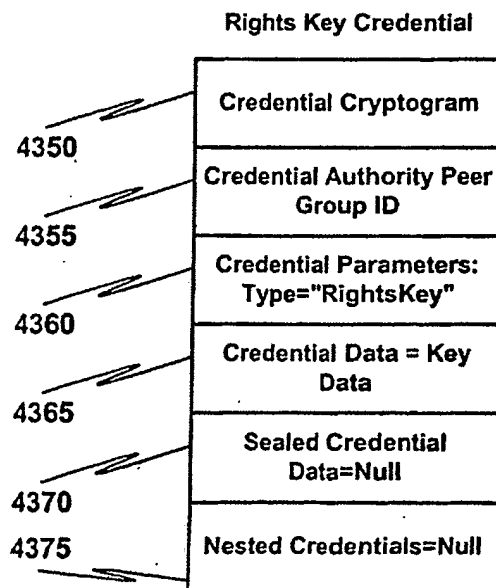 Rights Key Credential
Credential Cryptogram
4350
Credential Authority Peer
Group ID
4355
Credential Parameters:
Type="RightsKey"
4360
Credential Data = Key
Data
4365
Sealed Credential
Data=Null
4370
4375
Nested Credentials=Null